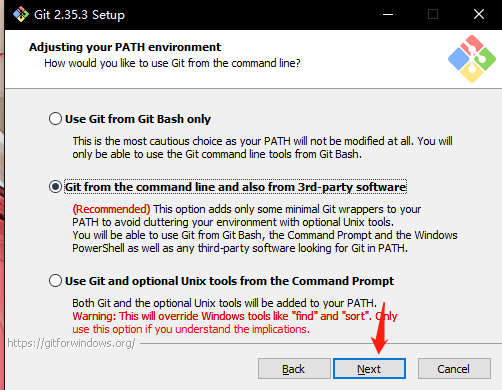 Git 2.35.3 Setup
Adjusting your PATH environment
How would you like to use Git from the command line?
Use Git from Git Bash only
This is the most cautious choice as your PATH will not be modified at all. You will
only be able to use the Git command line tools from Git Bash.
Git from the command line and also from 3rd-party software
(Recommended) This option adds only some minimal Git wrappers to your
PATH to avoid cluttering your environment with optional Unix tools.
You will be able to use Git from Git Bash, the Command Prompt and the Windows
PowerShell as well as any third-party software looking for Git in PATH.
Use Git and optional Unix tools from the Command Prompt
Both Git and the optional Unix tools will be added to your PATH.
Warning: This will override Windows tools like "find" and "sort". Only
use this option if you understand the implications.
https://gitforwindows.org/
Back Next Cancel